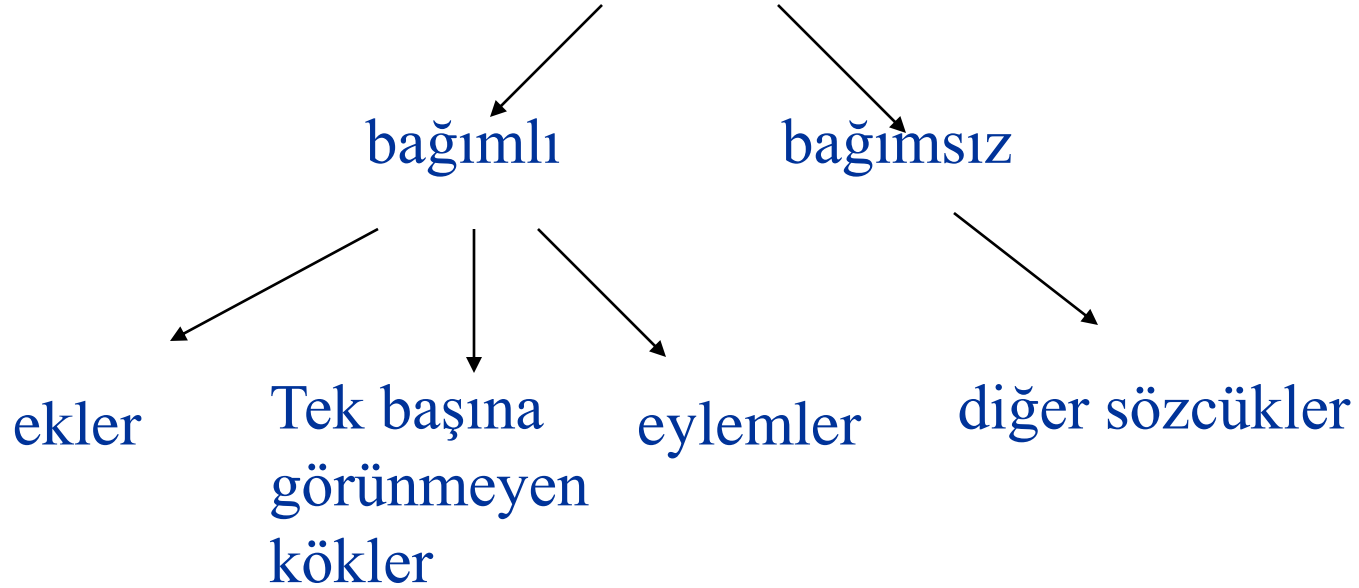 bağımlı
bağımsız
ekler
Tek başına
görünmeyen
kökler
eylemler
diğer sözcükler